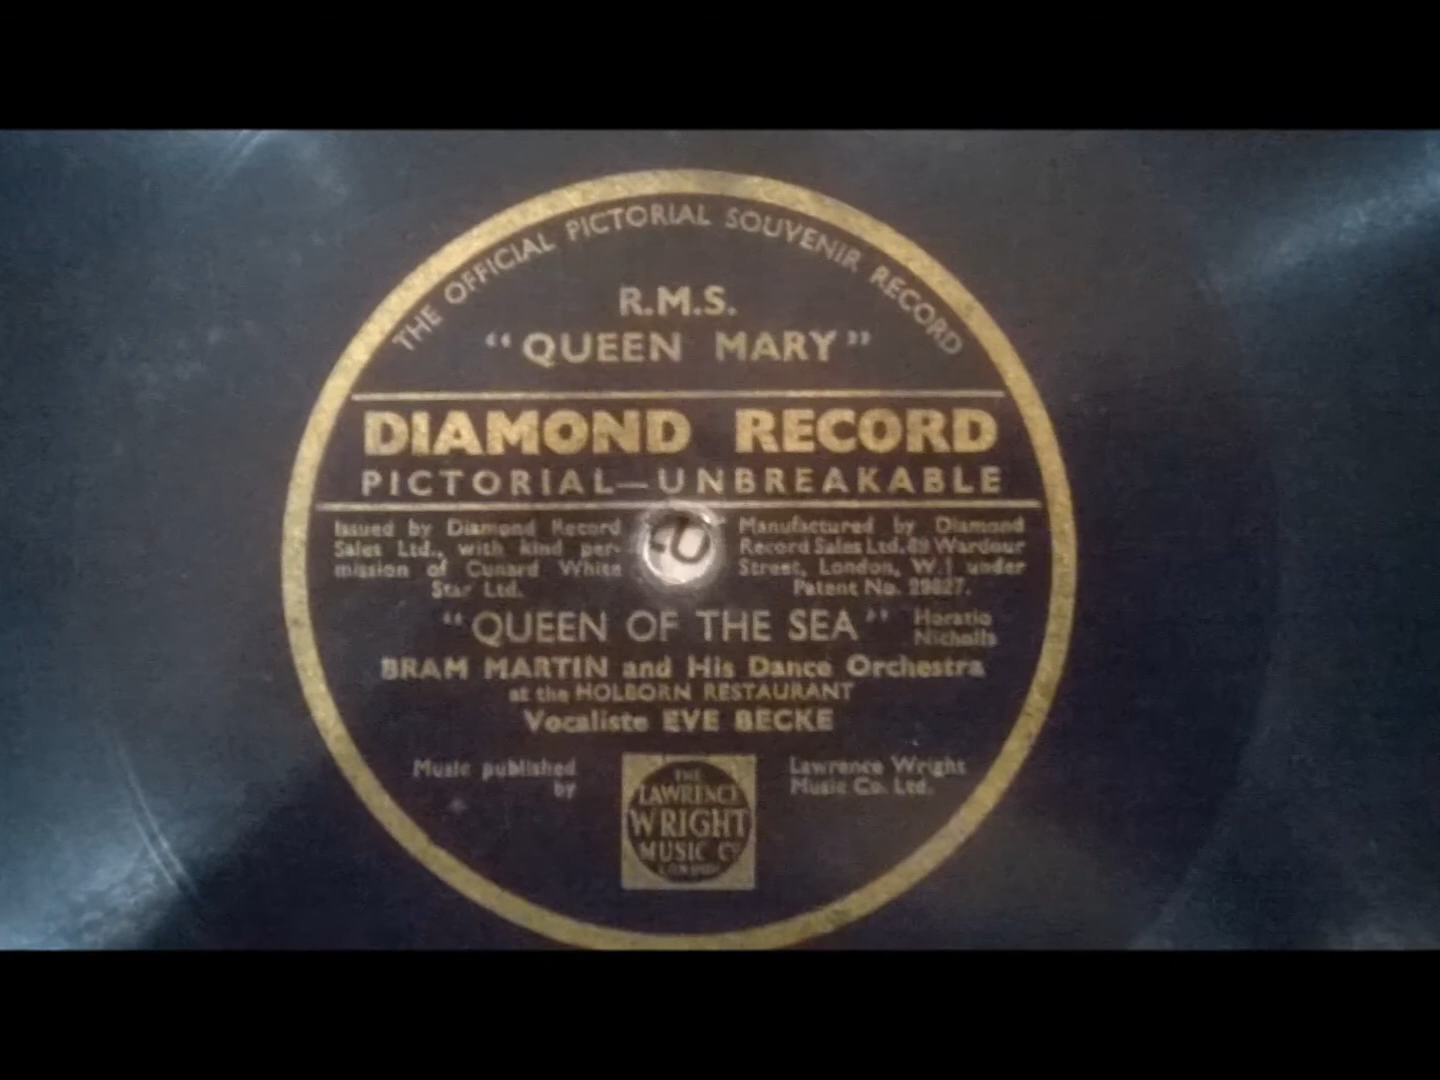 THE OFFICIAL PICTORIAL SOUVENIR RECORD
R.M.S.
“QUEEN MARY”
DIAMOND RECORD
PICTORIAL—UNBREAKABLE
Issued by Diamond Record
Sales Ltd., with kind per-
mission of Cunard White
Star Ltd.
Manufactured by Diamond
Record Sales Ltd. 89 Wardour
Street, London, W.1 under
Patent No.
“QUEEN OF THE SEA”
Horatio
Nicholls
BRAM MARTIN and His Dance Orchestra
at the HOLBORN RESTAURANT
Vocaliste EVE BECKE
Music published
by
THE
LAWRENCE
WRIGHT
MUSIC Co
LONDON
Lawrence Wright
Music Co. Ltd.